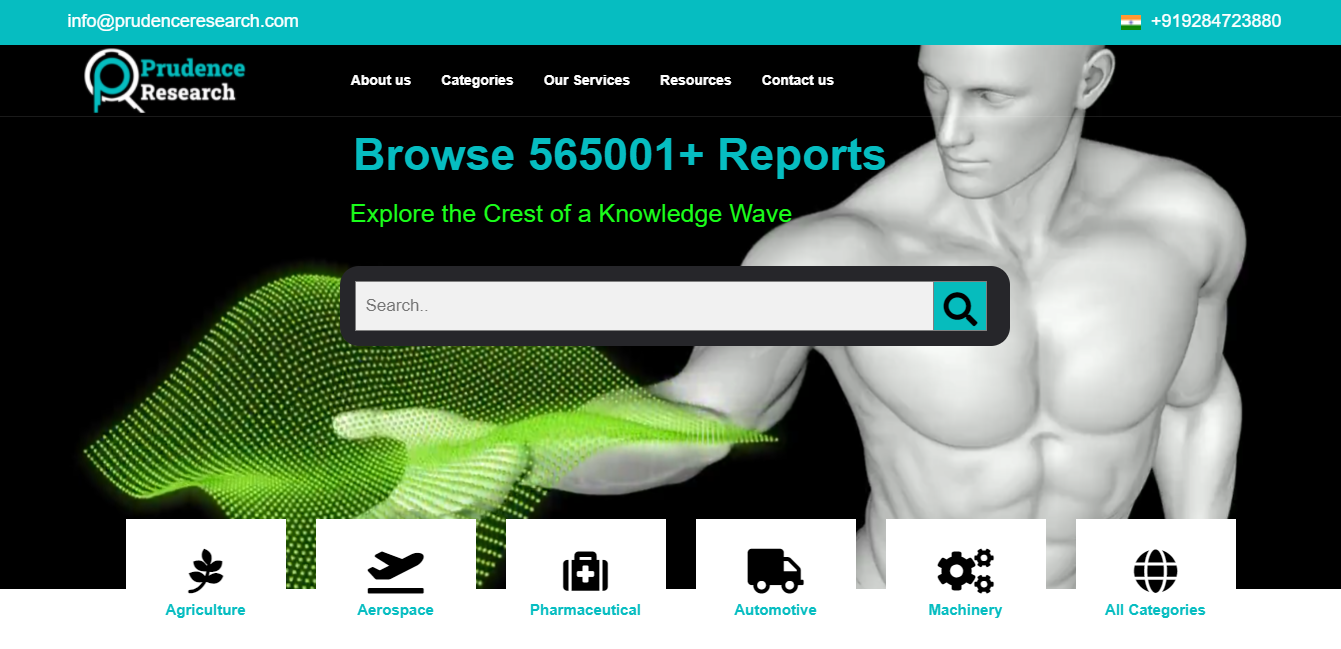 info@prudenceresearch.com
+919284723880
Prudence
Research
About us
Categories
Our Services
Resources
Contact us
Browse 565001+ Reports
Explore the Crest of a Knowledge Wave
Search..
Agriculture
Aerospace
Pharmaceutical
Automotive
Machinery
All Categories